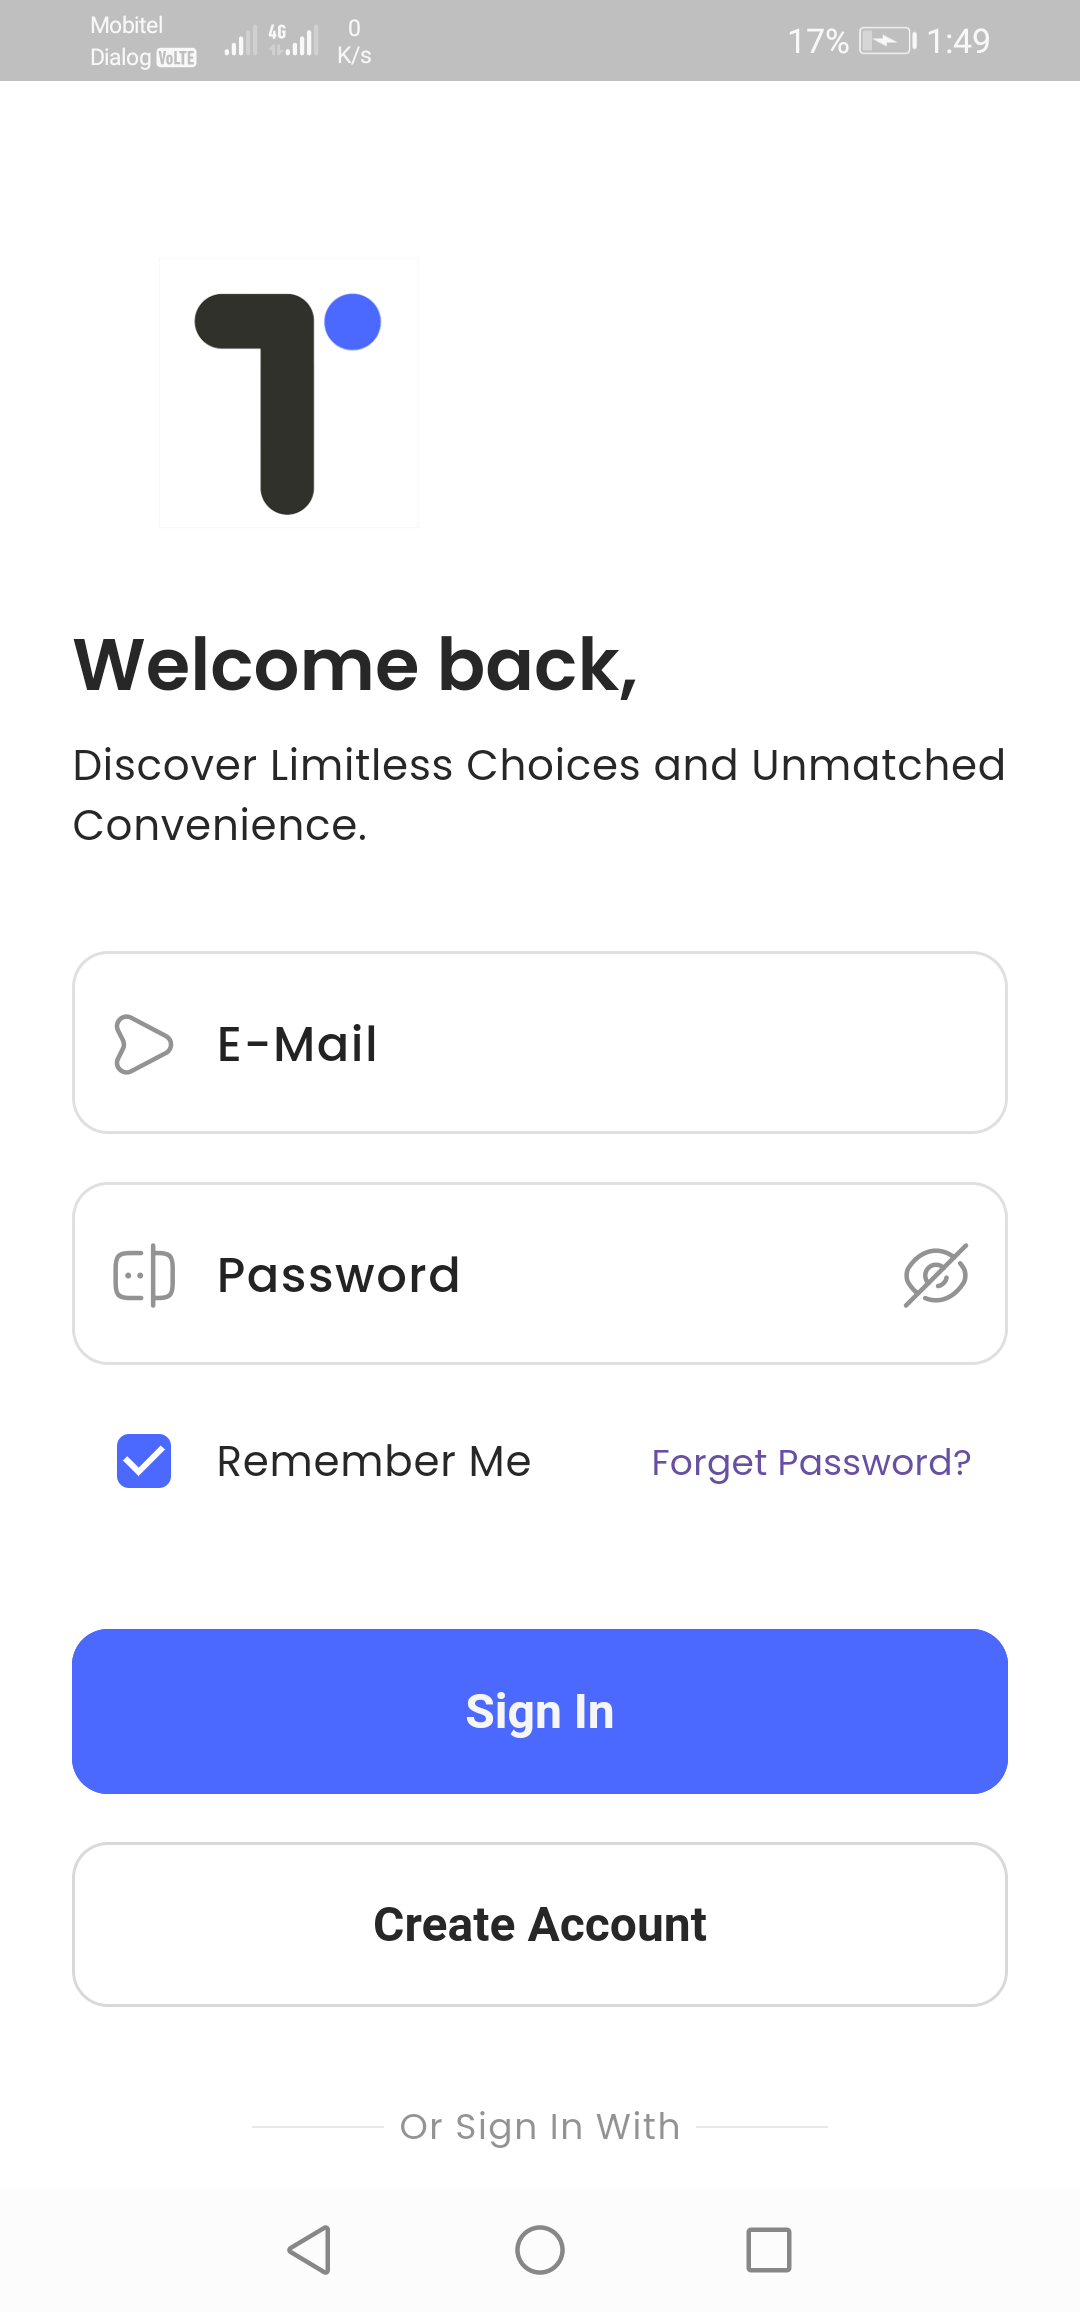 Mobitel
Dialog VoLTE
4G
0
K/s
17%
1:49
Welcome back,
Discover Limitless Choices and Unmatched
Convenience.
E-Mail
Password
Remember Me
Forget Password?
Sign In
Create Account
Or Sign In With